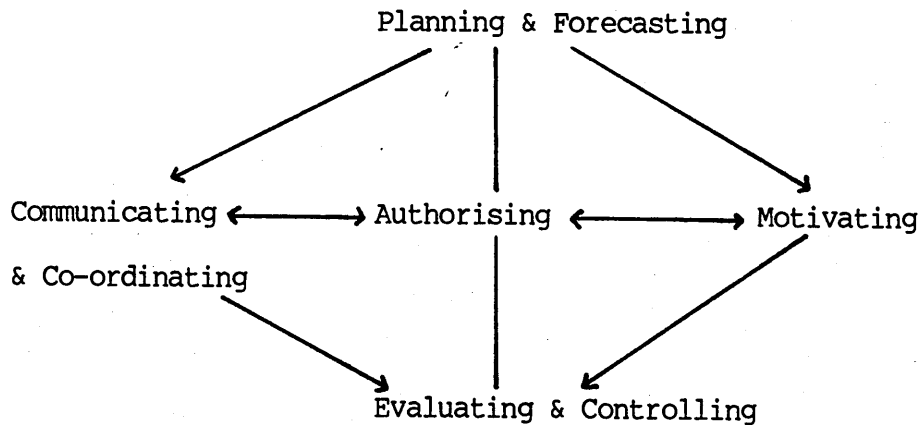 Planning & Forecasting
Communicating Authorising Motivating
& Co-ordinating
Evaluating & Controlling